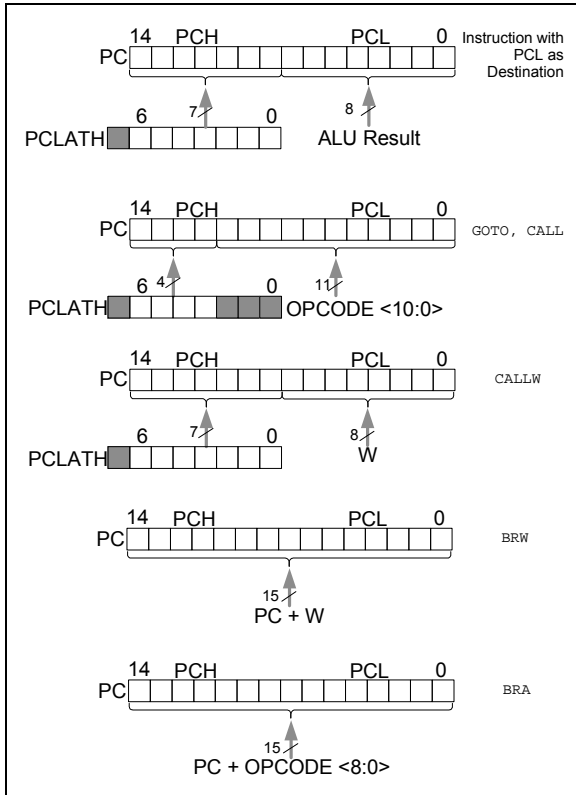 14 PCH PCL 0
PC
Instruction with
PCL as
Destination
7 8
6 0
PCLATH
ALU Result
14 PCH PCL 0
PC
GOTO, CALL
4 11
6 0
PCLATH
OPCODE <10:0>
14 PCH PCL 0
PC
CALLW
7 8
6 0
PCLATH
W
14 PCH PCL 0
PC
BRW
15
PC + W
14 PCH PCL 0
PC
BRA
15
PC + OPCODE <8:0>